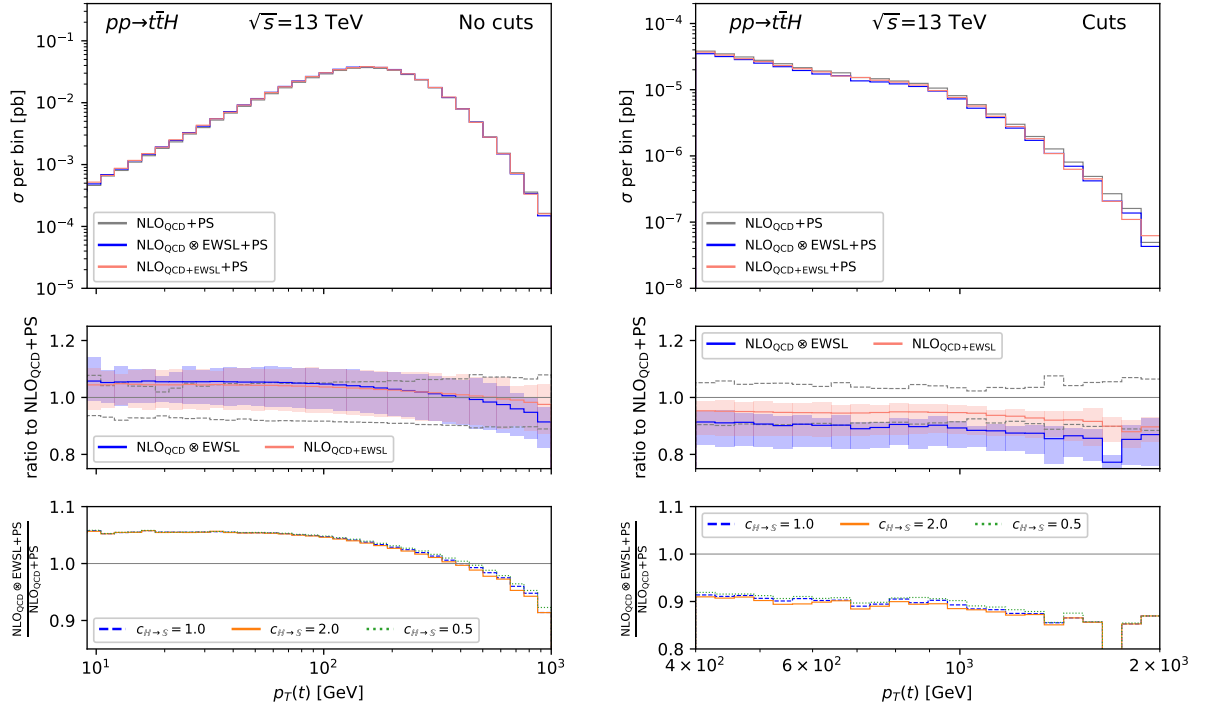 pp→tt̄H √s=13 TeV No cuts
10⁻¹
10⁻²
10⁻³
10⁻⁴
10⁻⁵
σ per bin [pb]
NLO_QCD+PS
NLO_QCD ⊗ EWSL+PS
NLO_QCD+EWSL+PS
1.2
1.0
0.8
ratio to NLO_QCD+PS
NLO_QCD ⊗ EWSL NLO_QCD+EWSL
1.1
1.0
0.9
NLO_QCD ⊗ EWSL+PS
NLO_QCD+PS
c_ℍ→𝕊 = 1.0 c_ℍ→𝕊 = 2.0 c_ℍ→𝕊 = 0.5
10¹ 10² 10³
p_T(t) [GeV]
pp→tt̄H √s=13 TeV Cuts
10⁻⁴
10⁻⁵
10⁻⁶
10⁻⁷
10⁻⁸
σ per bin [pb]
NLO_QCD+PS
NLO_QCD ⊗ EWSL+PS
NLO_QCD+EWSL+PS
1.2
1.0
0.8
ratio to NLO_QCD+PS
NLO_QCD ⊗ EWSL NLO_QCD+EWSL
1.1
1.0
0.9
0.8
NLO_QCD ⊗ EWSL+PS
NLO_QCD+PS
c_ℍ→𝕊 = 1.0 c_ℍ→𝕊 = 2.0 c_ℍ→𝕊 = 0.5
4 × 10² 6 × 10² 10³ 2 × 10³
p_T(t) [GeV]